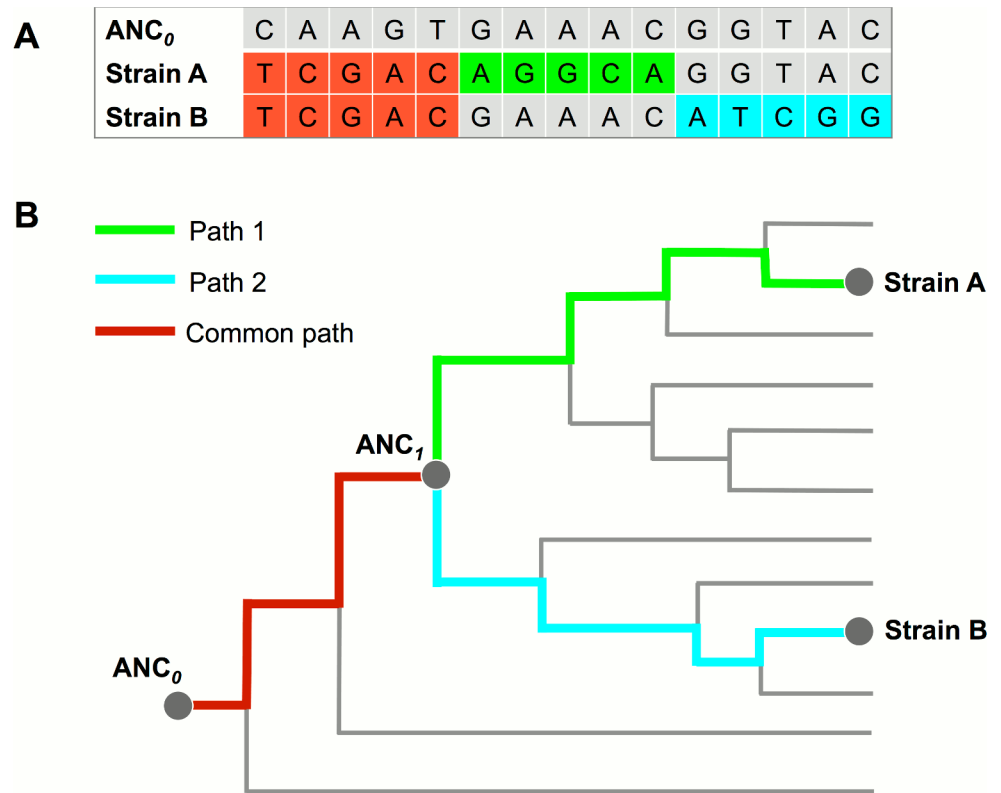 A
ANC0 C A A G T G A A A C G G T A C
Strain A T C G A C A G G C A G G T A C
Strain B T C G A C G A A A C A T C G G
B
Path 1
Path 2
Common path
Strain A
ANC1
Strain B
ANC0